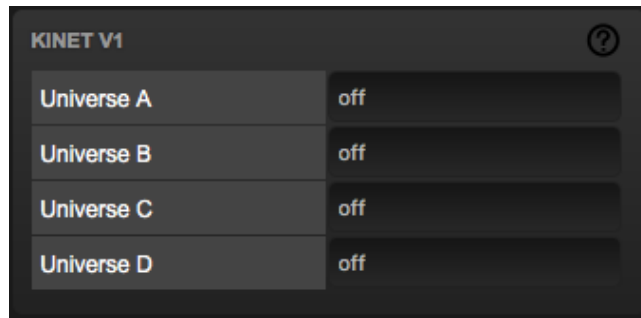 KINET V1 ?
Universe A off
Universe B off
Universe C off
Universe D off